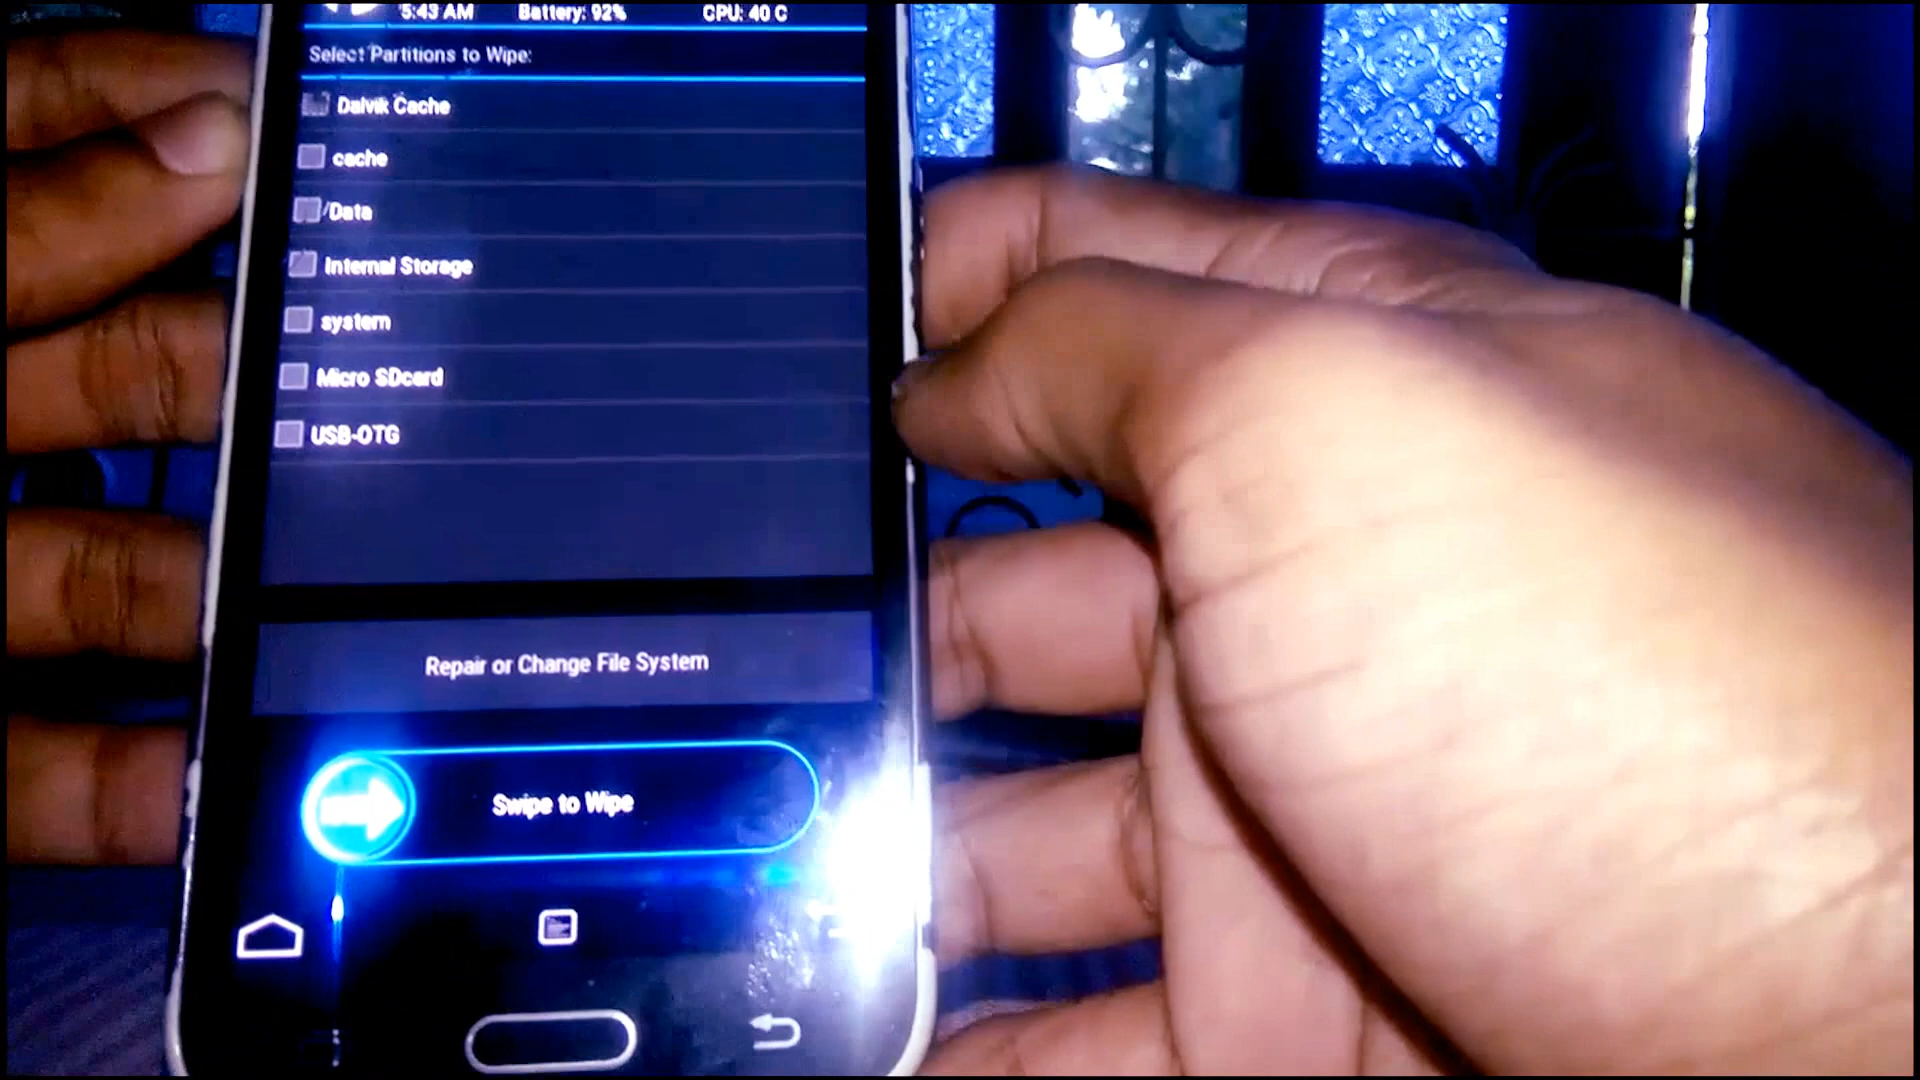 5:43 AM Battery: 92% CPU: 40 C
Select Partitions to Wipe:
Dalvik Cache
cache
/Data
Internal Storage
system
Micro SDcard
USB-OTG
Repair or Change File System
Swipe to Wipe